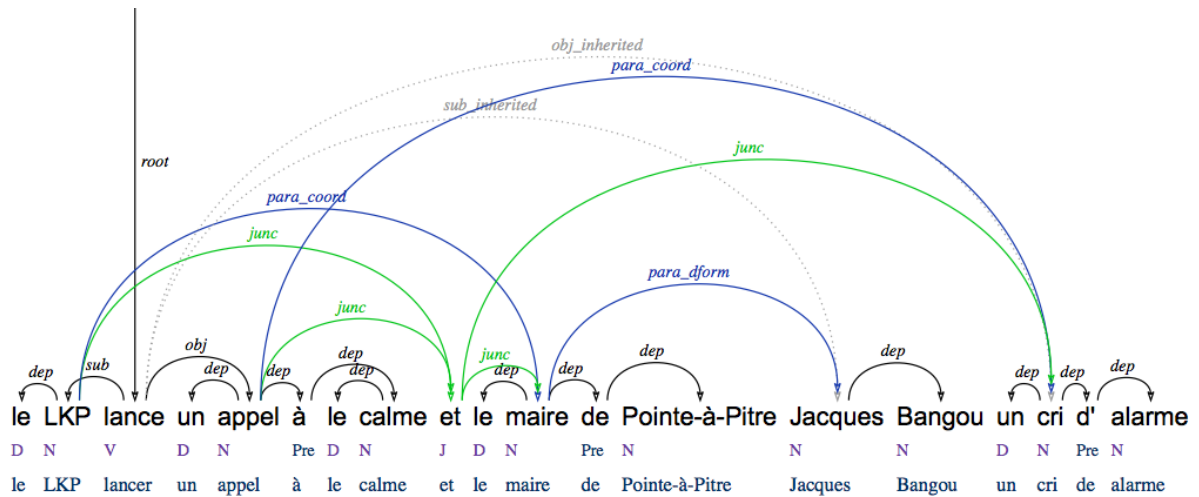 obj_inherited
para_coord
sub_inherited
junc
root
para_coord
junc
para_dform
junc
obj dep junc
dep sub dep dep dep dep dep dep dep dep dep dep
le LKP lance un appel à le calme et le maire de Pointe-à-Pitre Jacques Bangou un cri d' alarme
D N V D N Pre D N J D N Pre N N N D N Pre N
le LKP lancer un appel à le calme et le maire de Pointe-à-Pitre Jacques Bangou un cri de alarme